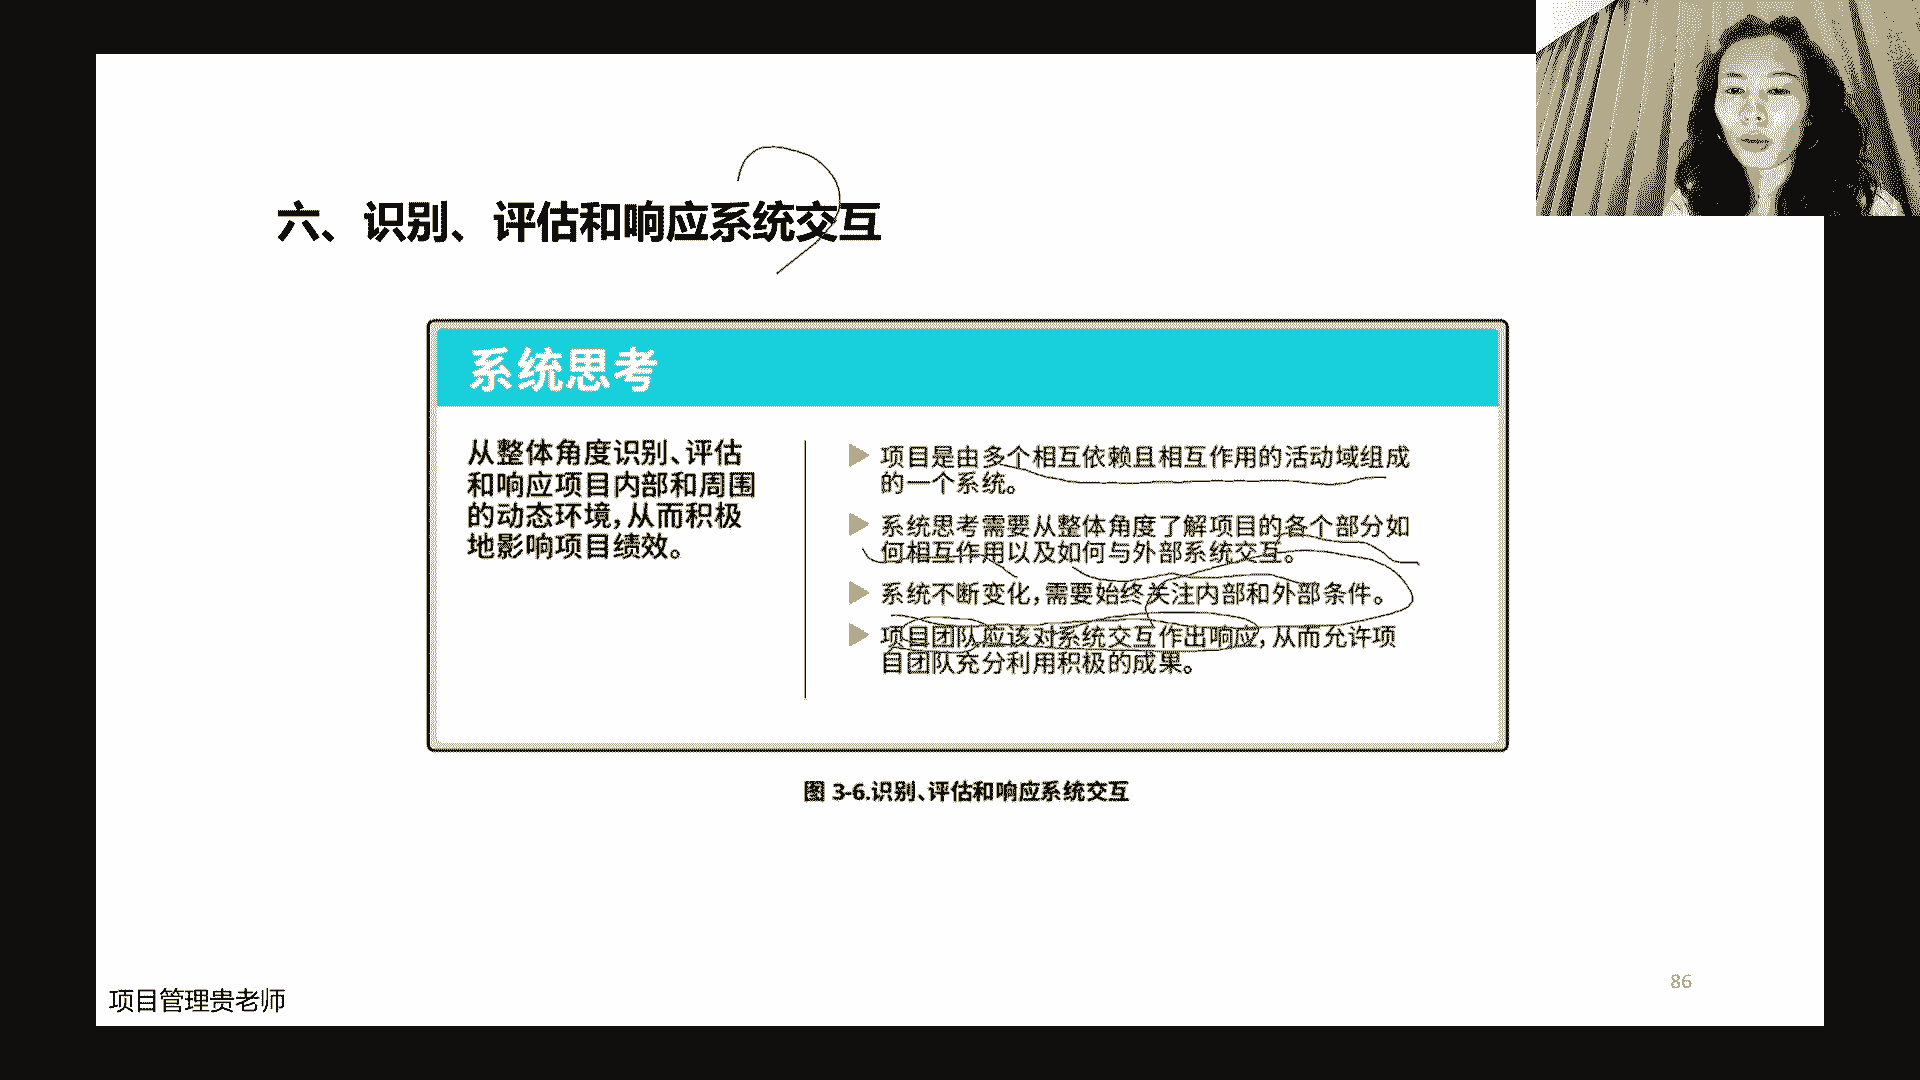 六、识别、评估和响应系统交互
系统思考
从整体角度识别、评估
和响应项目内部和周围
的动态环境,从而积极
地影响项目绩效。
项目是由多个相互依赖且相互作用的活动域组成
的一个系统。
系统思考需要从整体角度了解项目的各个部分如
何相互作用以及如何与外部系统交互。
系统不断变化,需要始终关注内部和外部条件。
项目团队应该对系统交互作出响应,从而允许项
目团队充分利用积极的成果。
图 3-6.识别、评估和响应系统交互
86
项目管理贵老师